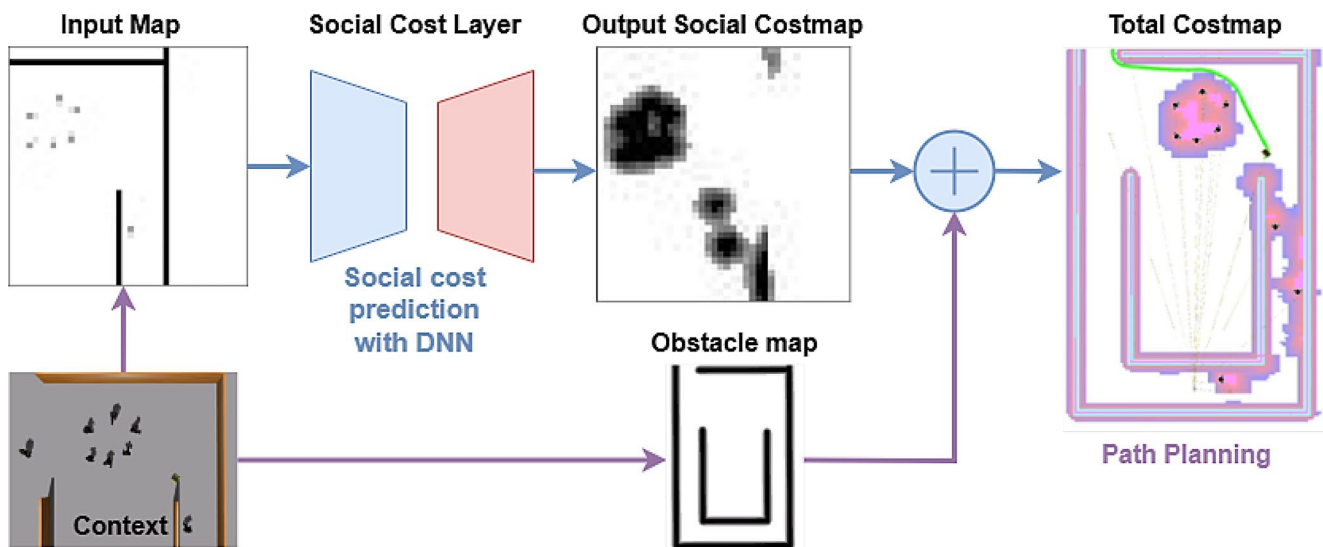 Input Map
Social Cost Layer
Output Social Costmap
Total Costmap
Social cost
prediction
with DNN
Obstacle map
Context
Path Planning